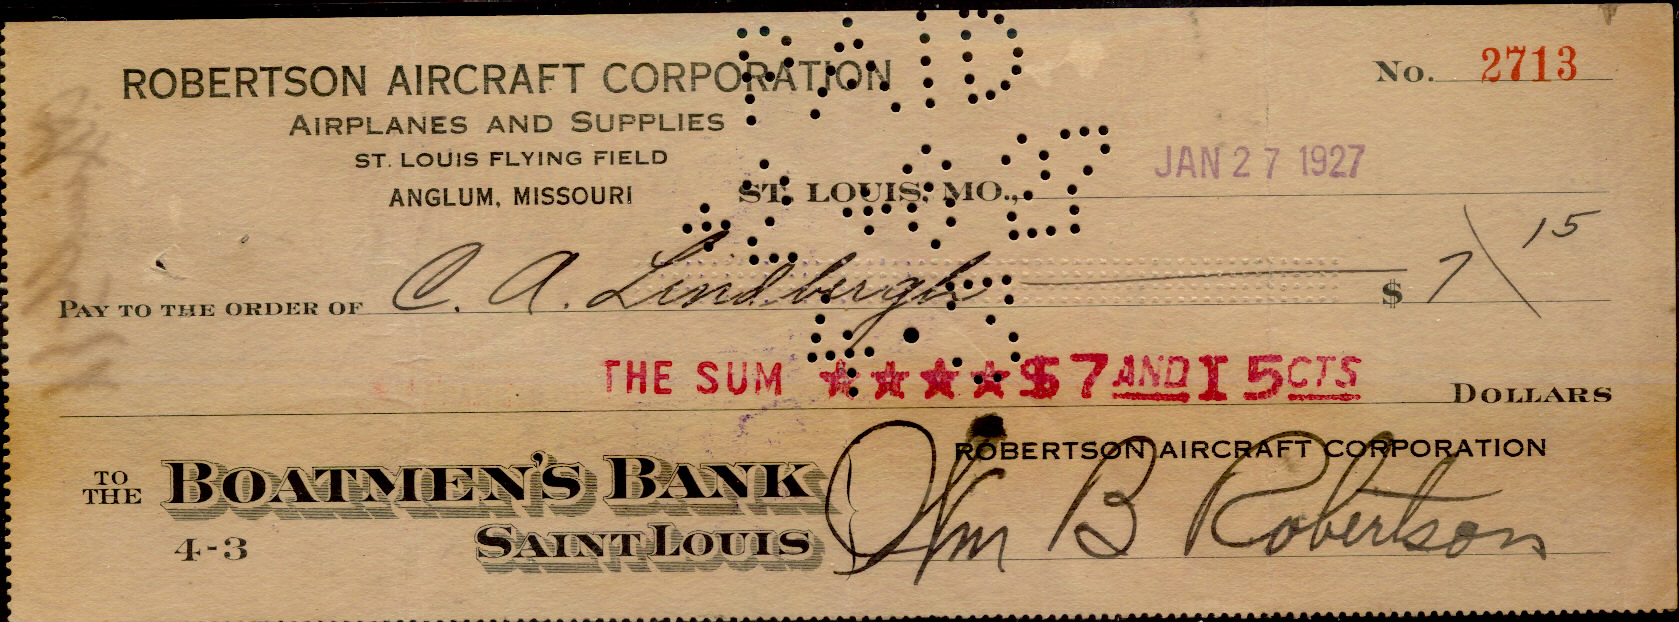 ROBERTSON AIRCRAFT CORPORATION
No. 2713
AIRPLANES AND SUPPLIES
ST. LOUIS FLYING FIELD
ANGLUM, MISSOURI
ST. LOUIS, MO., JAN 27 1927
PAID
PAY TO THE ORDER OF C. A. Lindbergh $ 7 15
THE SUM ★★★★$7 AND 15 CTS DOLLARS
TO THE BOATMEN'S BANK
4-3 SAINT LOUIS
ROBERTSON AIRCRAFT CORPORATION
Wm B Robertson